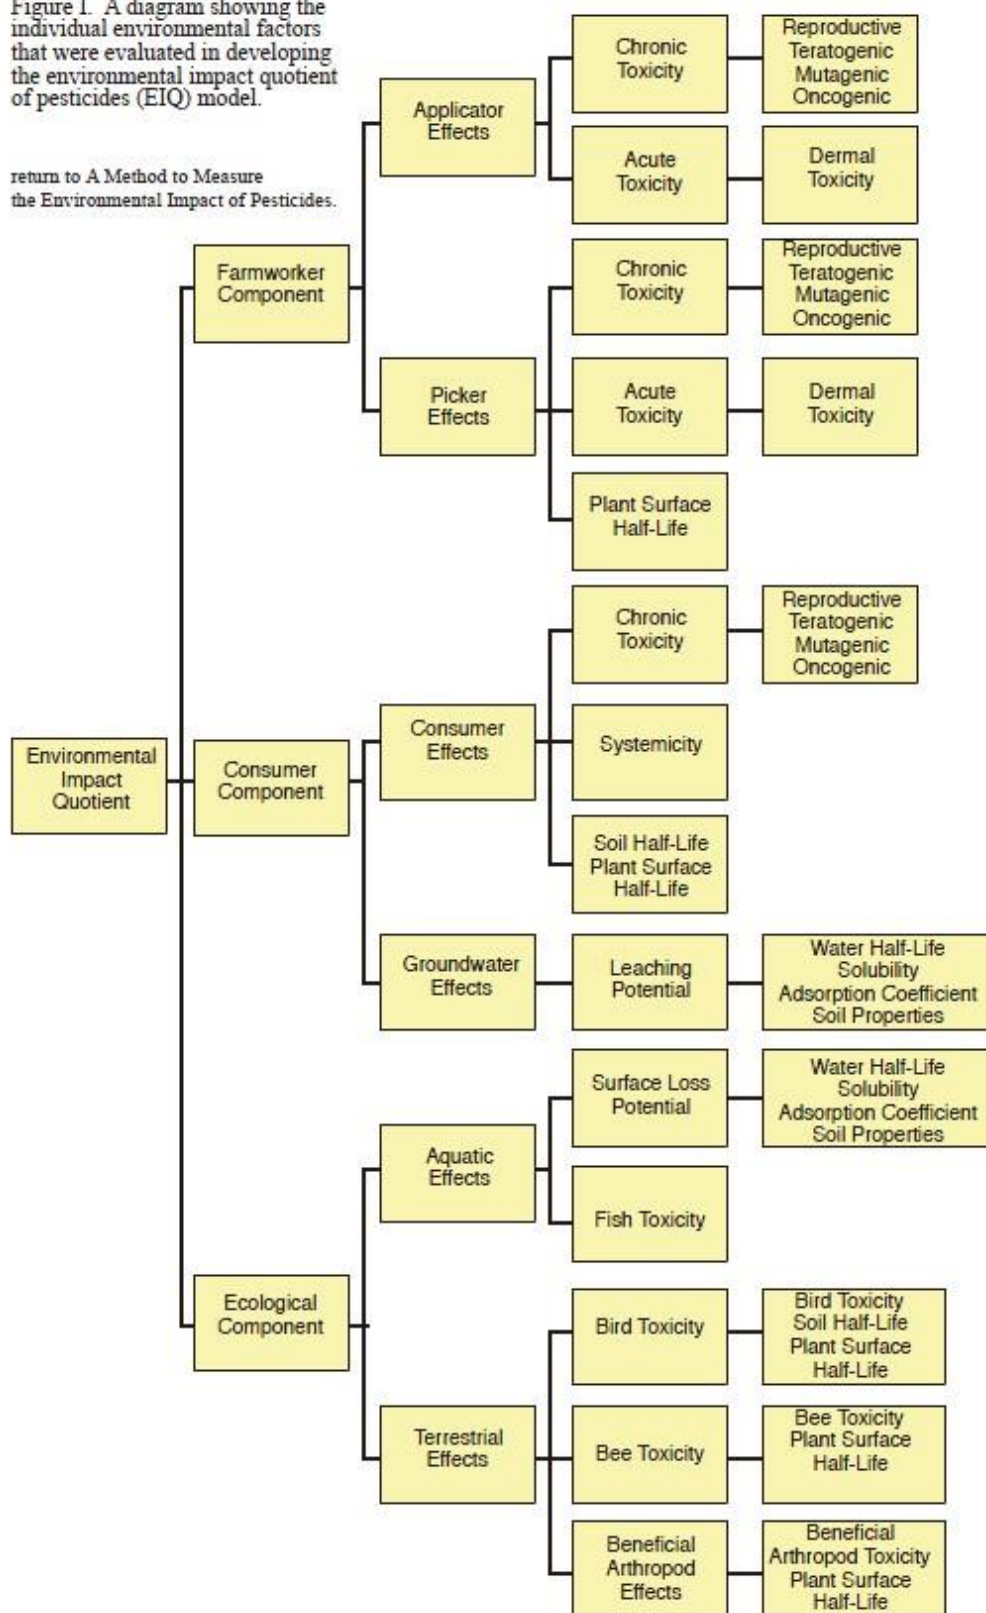 Figure 1. A diagram showing the
individual environmental factors
that were evaluated in developing
the environmental impact quotient
of pesticides (EIQ) model.
return to A Method to Measure
the Environmental Impact of Pesticides.
Environmental
Impact
Quotient
Farmworker
Component
Applicator
Effects
Chronic
Toxicity
Reproductive
Teratogenic
Mutagenic
Oncogenic
Acute
Toxicity
Dermal
Toxicity
Picker
Effects
Chronic
Toxicity
Reproductive
Teratogenic
Mutagenic
Oncogenic
Acute
Toxicity
Dermal
Toxicity
Plant Surface
Half-Life
Consumer
Component
Consumer
Effects
Chronic
Toxicity
Reproductive
Teratogenic
Mutagenic
Oncogenic
Systemicity
Soil Half-Life
Plant Surface
Half-Life
Groundwater
Effects
Leaching
Potential
Water Half-Life
Solubility
Adsorption Coefficient
Soil Properties
Ecological
Component
Aquatic
Effects
Surface Loss
Potential
Water Half-Life
Solubility
Adsorption Coefficient
Soil Properties
Fish Toxicity
Terrestrial
Effects
Bird Toxicity
Bird Toxicity
Soil Half-Life
Plant Surface
Half-Life
Bee Toxicity
Bee Toxicity
Plant Surface
Half-Life
Beneficial
Arthropod
Effects
Beneficial
Arthropod Toxicity
Plant Surface
Half-Life